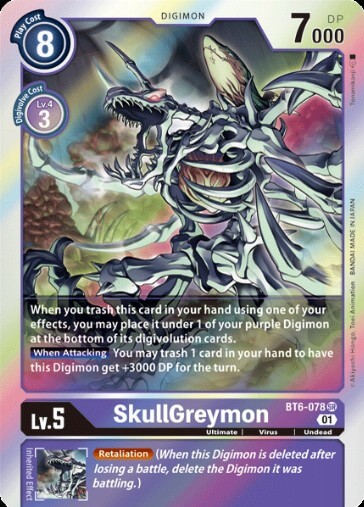 Play Cost
8
DIGIMON
DP
7000
Digivolve Cost
Lv.4
3
When you trash this card in your hand using one of your
effects, you may place it under 1 of your purple Digimon
at the bottom of its digivolution cards.
When Attacking You may trash 1 card in your hand to have
this Digimon get +3000 DP for the turn.
Lv.5
SkullGreymon
BT6-078 SR
01
Ultimate Virus Undead
Inherited Effect
Retaliation (When this Digimon is deleted after
losing a battle, delete the Digimon it was
battling.)
©Akiyoshi Hongo, Toei Animation BANDAI MADE IN JAPAN